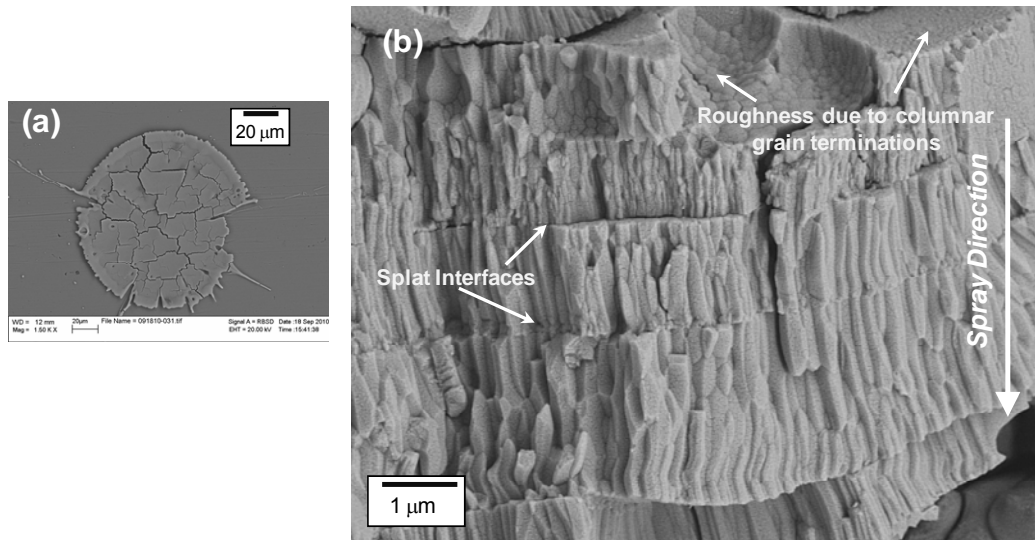 (a)
20 μm
WD = 12 mm
Mag = 1.50 K X
20μm
File Name = 091810-031.tif
Signal A = RBSD
EHT = 20.00 kV
Date :18 Sep 2010
Time :15:41:38
(b)
Roughness due to columnar
grain terminations
Splat Interfaces
Spray Direction
1 μm